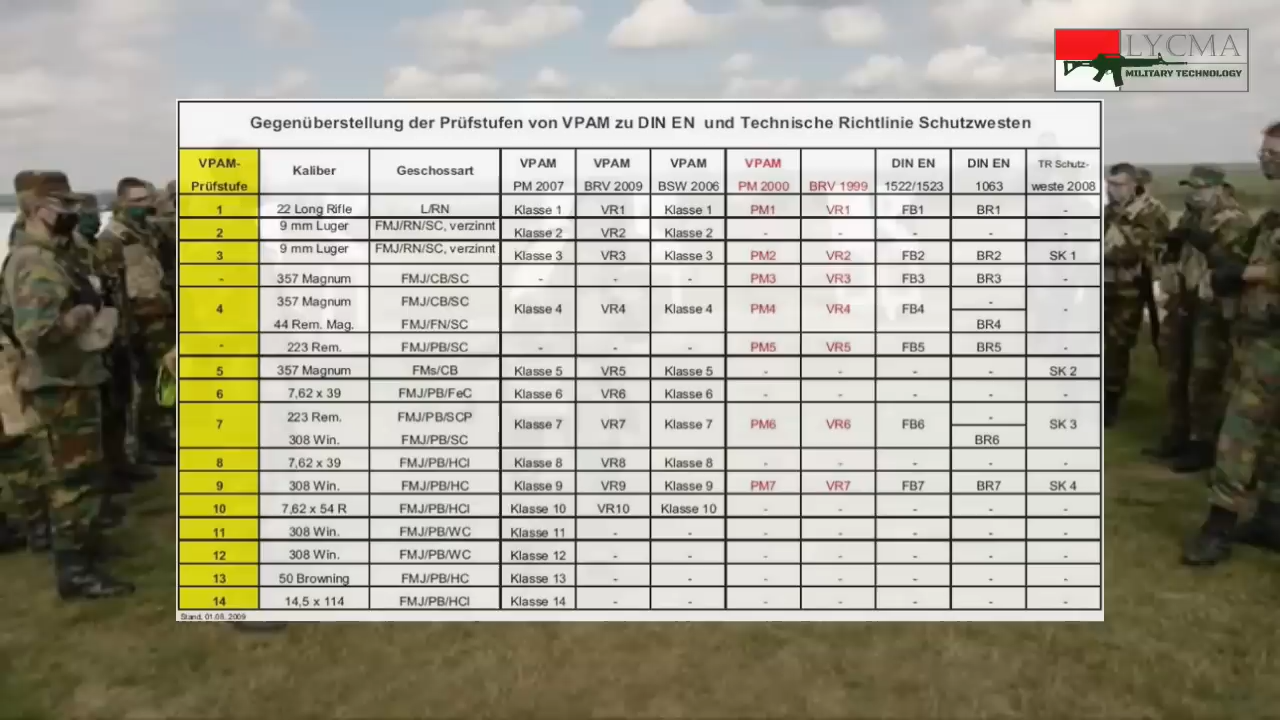 LYCMA
MILITARY TECHNOLOGY
Gegenüberstellung der Prüfstufen von VPAM zu DIN EN und Technische Richtlinie Schutzwesten
VPAM-Prüfstufe Kaliber Geschossart VPAM PM 2007 VPAM BRV 2009 VPAM BSW 2006 VPAM PM 2000 BRV 1999 DIN EN 1522/1523 DIN EN 1063 TR Schutz-weste 2008
1 22 Long Rifle L/RN Klasse 1 VR1 Klasse 1 PM1 VR1 FB1 BR1 -
2 9 mm Luger FMJ/RN/SC, verzinnt Klasse 2 VR2 Klasse 2 - - - - -
3 9 mm Luger FMJ/RN/SC, verzinnt Klasse 3 VR3 Klasse 3 PM2 VR2 FB2 BR2 SK 1
- 357 Magnum FMJ/CB/SC - - - PM3 VR3 FB3 BR3 -
357 Magnum FMJ/CB/SC -
4 Klasse 4 VR4 Klasse 4 PM4 VR4 FB4 -
44 Rem. Mag. FMJ/FN/SC BR4
- 223 Rem. FMJ/PB/SC - - - PM5 VR5 FB5 BR5 -
5 357 Magnum FMs/CB Klasse 5 VR5 Klasse 5 - - - - SK 2
6 7,62 x 39 FMJ/PB/FeC Klasse 6 VR6 Klasse 6 - - - - -
223 Rem. FMJ/PB/SCP -
7 Klasse 7 VR7 Klasse 7 PM6 VR6 FB6 SK 3
308 Win. FMJ/PB/SC BR6
8 7,62 x 39 FMJ/PB/HCI Klasse 8 VR8 Klasse 8 - - - - -
9 308 Win. FMJ/PB/HC Klasse 9 VR9 Klasse 9 PM7 VR7 FB7 BR7 SK 4
10 7,62 x 54 R FMJ/PB/HCI Klasse 10 VR10 Klasse 10 - - - - -
11 308 Win. FMJ/PB/WC Klasse 11 - - - - - - -
12 308 Win. FMJ/PB/WC Klasse 12 - - - - - - -
13 50 Browning FMJ/PB/HC Klasse 13 - - - - - - -
14 14,5 x 114 FMJ/PB/HCI Klasse 14 - - - - - - -
Stand, 01.06. 2009